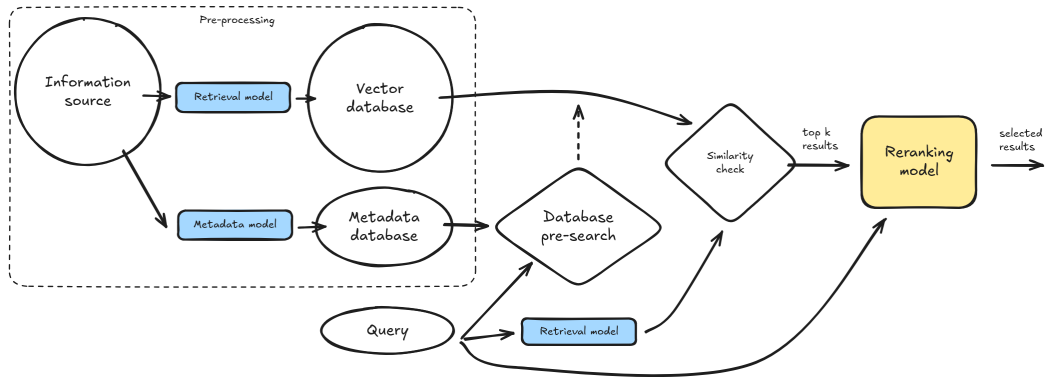 Pre-processing
Information
source
Retrieval model
Vector
database
Metadata model
Metadata
database
Database
pre-search
Query
Retrieval model
Similarity
check
top k
results
Reranking
model
selected
results